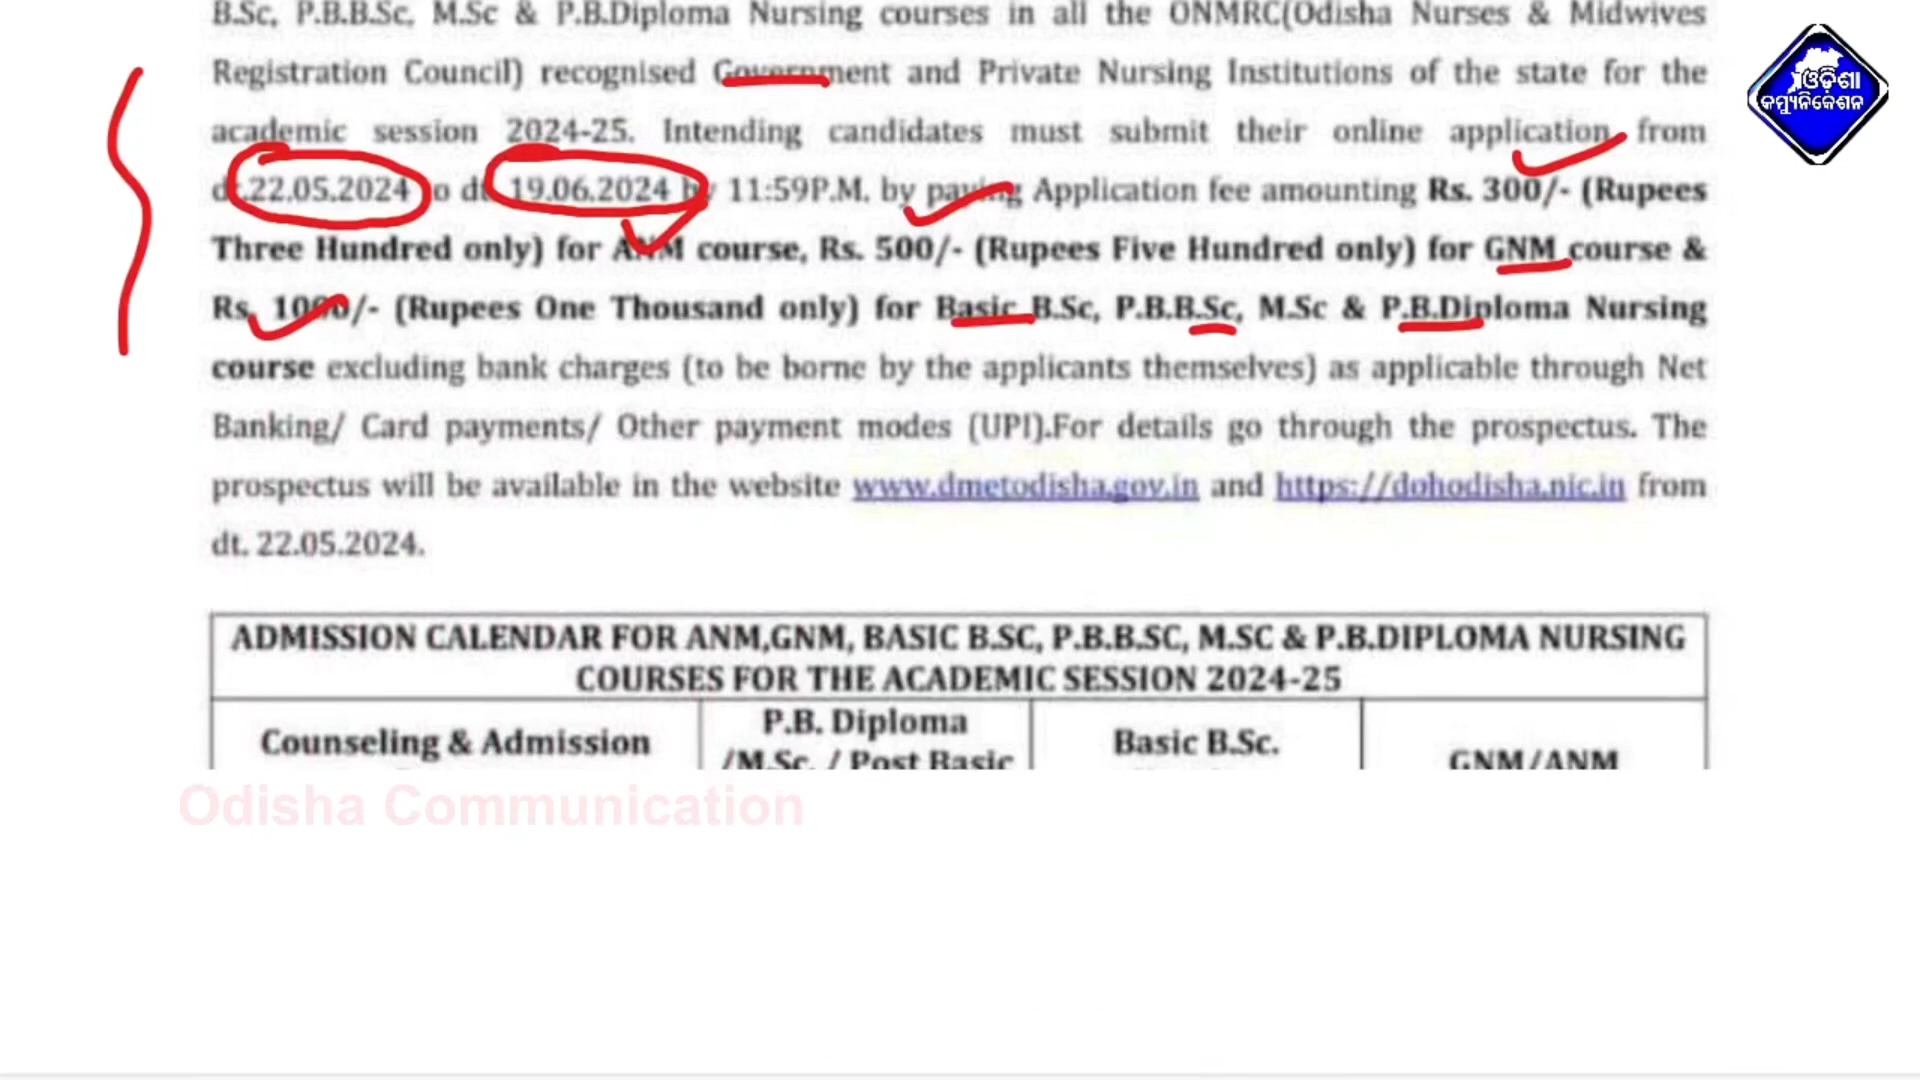 B.Sc, P.B.B.Sc, M.Sc & P.B.Diploma Nursing courses in all the ONMRC(Odisha Nurses & Midwives
Registration Council) recognised Government and Private Nursing Institutions of the state for the
academic session 2024-25. Intending candidates must submit their online application from
dt.22.05.2024 to dt. 19.06.2024 by 11:59P.M. by paying Application fee amounting Rs. 300/- (Rupees
Three Hundred only) for ANM course, Rs. 500/- (Rupees Five Hundred only) for GNM course &
Rs. 1000/- (Rupees One Thousand only) for Basic B.Sc, P.B.B.Sc, M.Sc & P.B.Diploma Nursing
course excluding bank charges (to be borne by the applicants themselves) as applicable through Net
Banking/ Card payments/ Other payment modes (UPI).For details go through the prospectus. The
prospectus will be available in the website www.dmetodisha.gov.in and https://dohodisha.nic.in from
dt. 22.05.2024.
ADMISSION CALENDAR FOR ANM,GNM, BASIC B.SC, P.B.B.SC, M.SC & P.B.DIPLOMA NURSING
COURSES FOR THE ACADEMIC SESSION 2024-25
Counseling & Admission
P.B. Diploma
/M.Sc. / Post Basic
Basic B.Sc.
GNM/ANM
Odisha Communication
ଓଡ଼ିଶା
କମ୍ୟୁନିକେଶନ